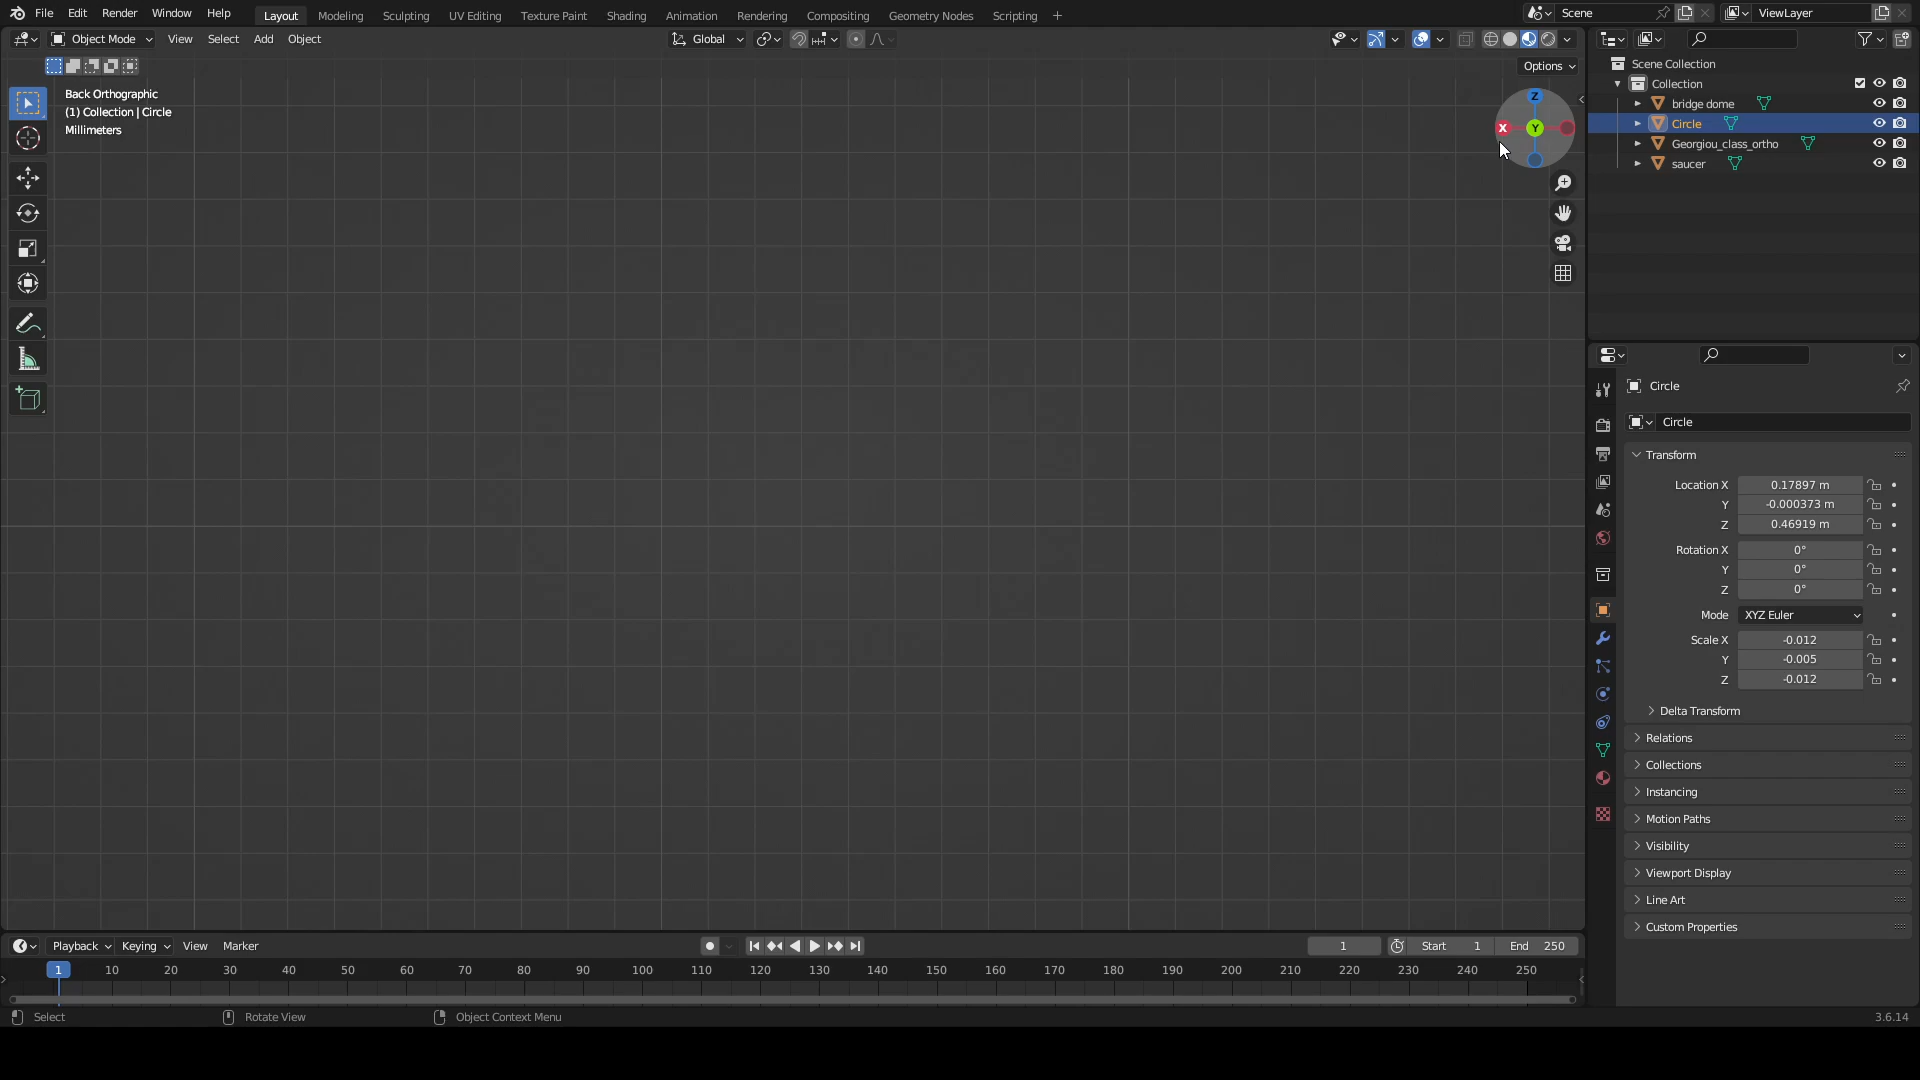 File Edit Render Window Help Layout Modeling Sculpting UV Editing Texture Paint Shading Animation Rendering Compositing Geometry Nodes Scripting + Scene ViewLayer
Object Mode View Select Add Object Global
Options
Back Orthographic
(1) Collection | Circle
Millimeters
Z
X Y
Scene Collection
Collection
bridge dome
Circle
Georgiou_class_ortho
saucer
Circle
Circle
Transform
Location X 0.17897 m
Y -0.000373 m
Z 0.46919 m
Rotation X 0°
Y 0°
Z 0°
Mode XYZ Euler
Scale X -0.012
Y -0.005
Z -0.012
Delta Transform
Relations
Collections
Instancing
Motion Paths
Visibility
Viewport Display
Line Art
Custom Properties
Playback Keying View Marker 1 Start 1 End 250
1 10 20 30 40 50 60 70 80 90 100 110 120 130 140 150 160 170 180 190 200 210 220 230 240 250
Select Rotate View Object Context Menu 3.6.14